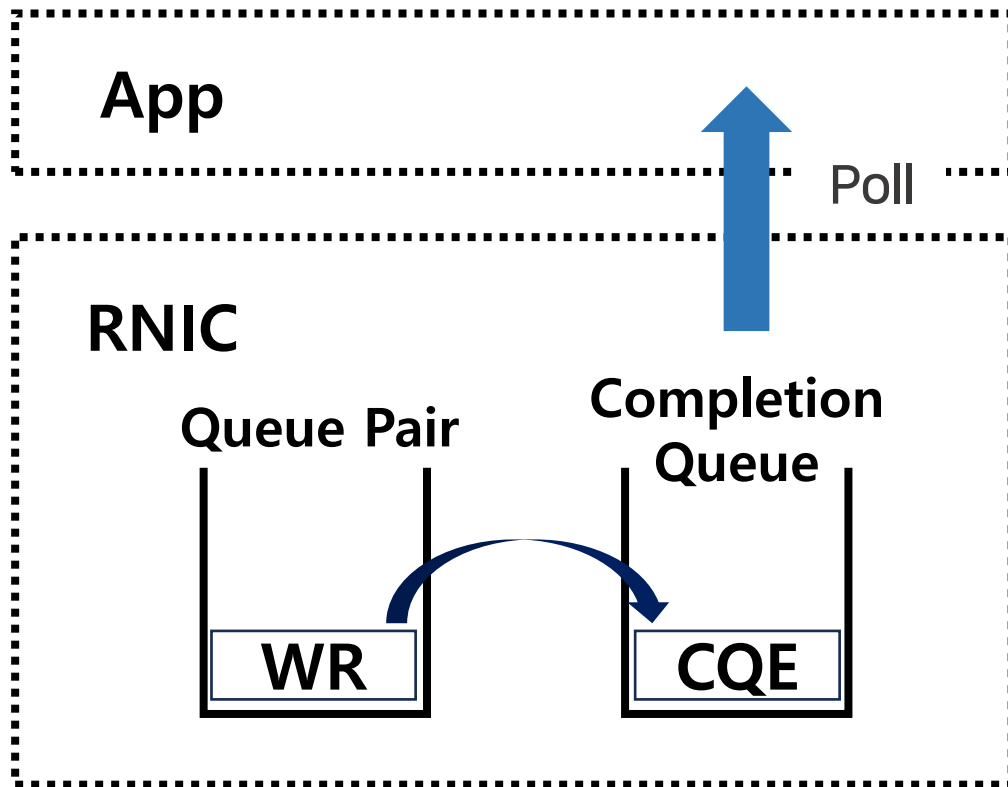 App
Poll
RNIC
Queue Pair
Completion
Queue
WR
CQE